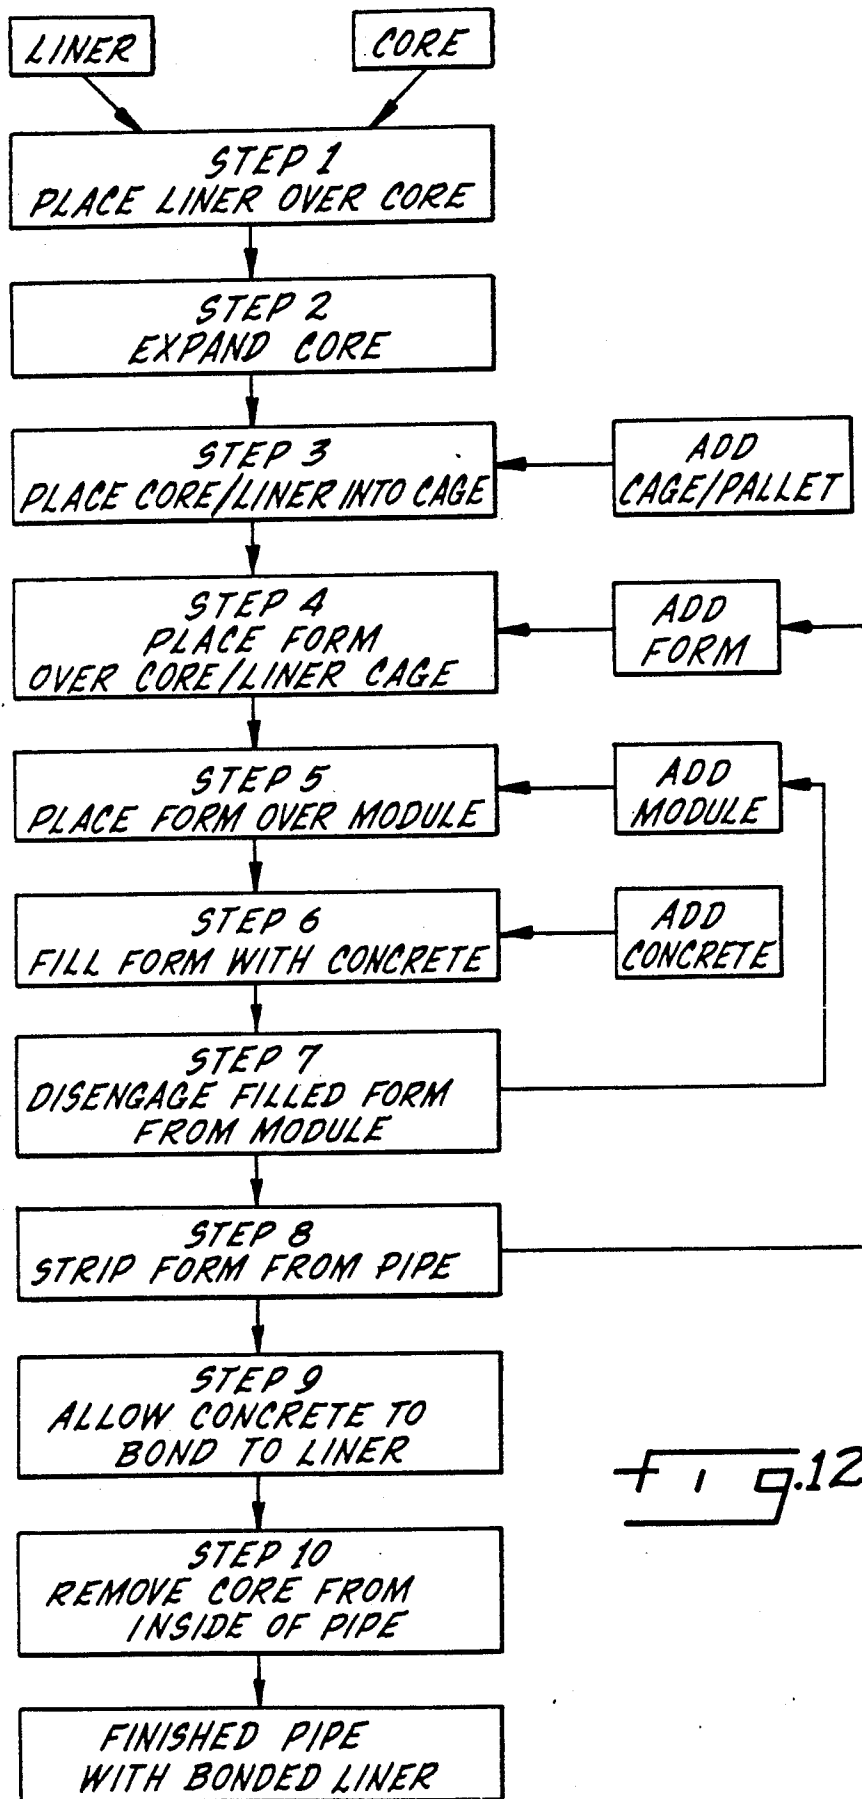 LINER
CORE
STEP 1
PLACE LINER OVER CORE
STEP 2
EXPAND CORE
STEP 3
PLACE CORE/LINER INTO CAGE
ADD
CAGE/PALLET
STEP 4
PLACE FORM
OVER CORE/LINER CAGE
ADD
FORM
STEP 5
PLACE FORM OVER MODULE
ADD
MODULE
STEP 6
FILL FORM WITH CONCRETE
ADD
CONCRETE
STEP 7
DISENGAGE FILLED FORM
FROM MODULE
STEP 8
STRIP FORM FROM PIPE
STEP 9
ALLOW CONCRETE TO
BOND TO LINER
fig.12
STEP 10
REMOVE CORE FROM
INSIDE OF PIPE
FINISHED PIPE
WITH BONDED LINER